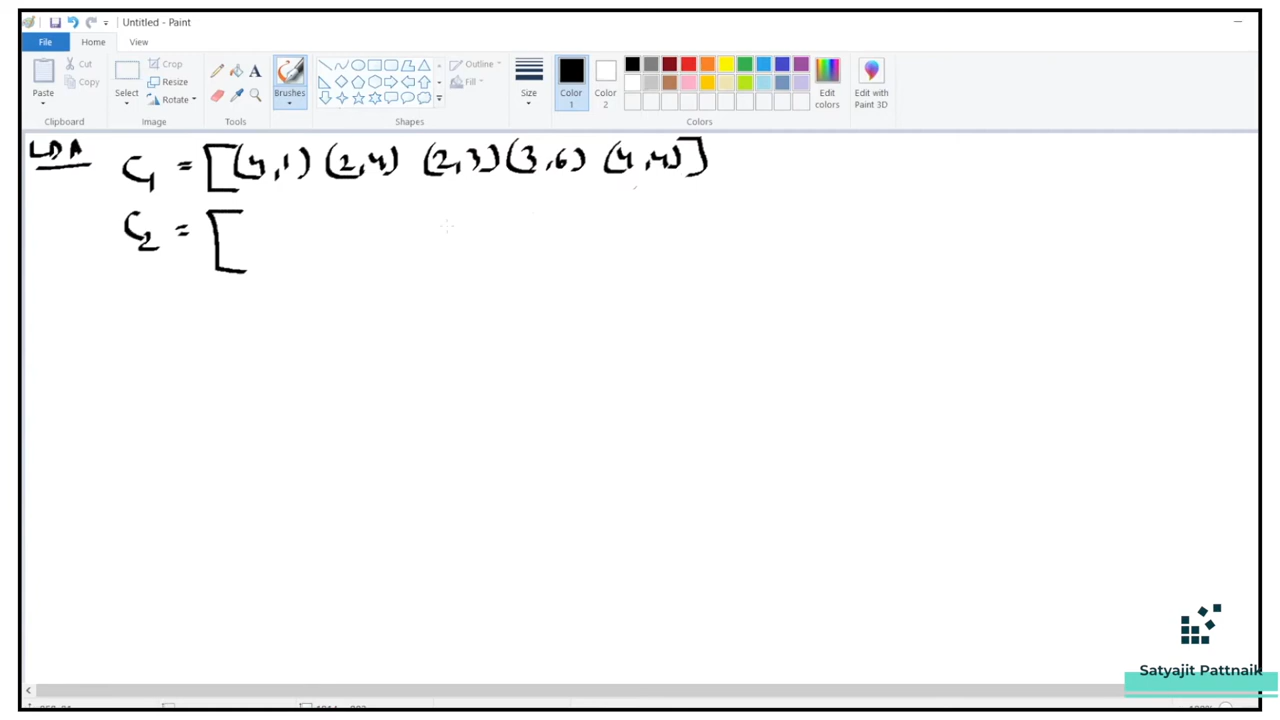 Untitled - Paint
File Home View
Paste
Cut
Copy
Clipboard
Select
Crop
Resize
Rotate
Image
Tools
Brushes
Shapes
Outline
Fill
Size
Color 1
Color 2
Colors
Edit colors
Edit with Paint 3D
LDA
C₁ = [(4,1) (2,4) (2,3) (3,6) (4,4)]
C₂ = [
Satyajit Pattnaik